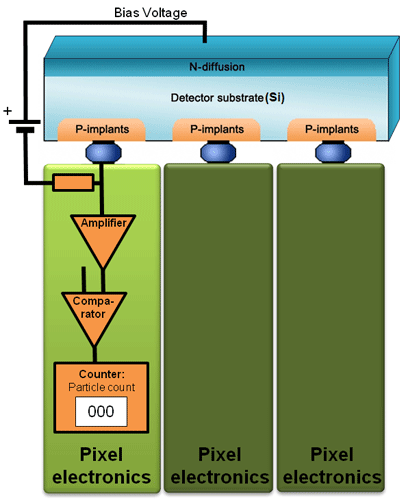 Bias Voltage
N-diffusion
Detector substrate(Si)
+
P-implants
P-implants
P-implants
Amplifier
Compa-
rator
Counter:
Particle count
000
Pixel
electronics
Pixel
electronics
Pixel
electronics